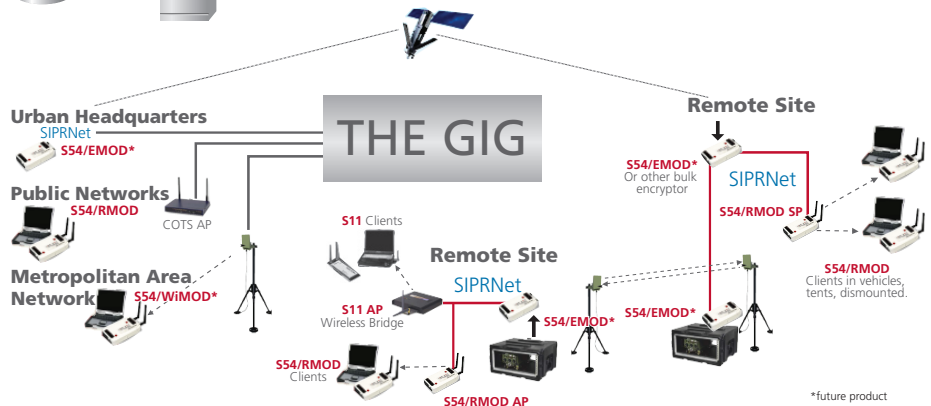 Urban Headquarters
SIPRNet
S54/EMOD*
THE GIG
Public Networks
S54/RMOD
COTS AP
Metropolitan Area
Network
S54/WiMOD*
S11 Clients
Remote Site
SIPRNet
S11 AP
Wireless Bridge
S54/EMOD*
S54/RMOD
Clients
S54/RMOD AP
Remote Site
S54/EMOD*
Or other bulk
encryptor
SIPRNet
S54/RMOD SP
S54/RMOD
Clients in vehicles,
tents, dismounted.
S54/EMOD*
*future product